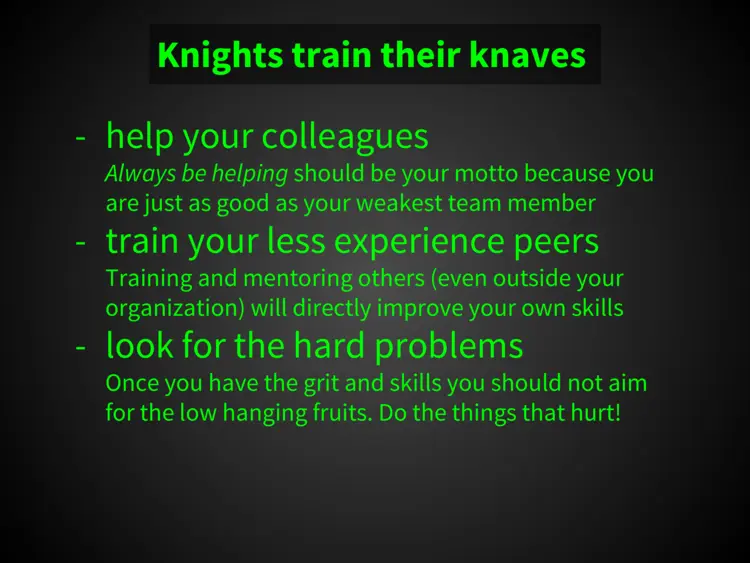 Knights train their knaves
- help your colleagues
Always be helping should be your motto because you
are just as good as your weakest team member
- train your less experience peers
Training and mentoring others (even outside your
organization) will directly improve your own skills
- look for the hard problems
Once you have the grit and skills you should not aim
for the low hanging fruits. Do the things that hurt!